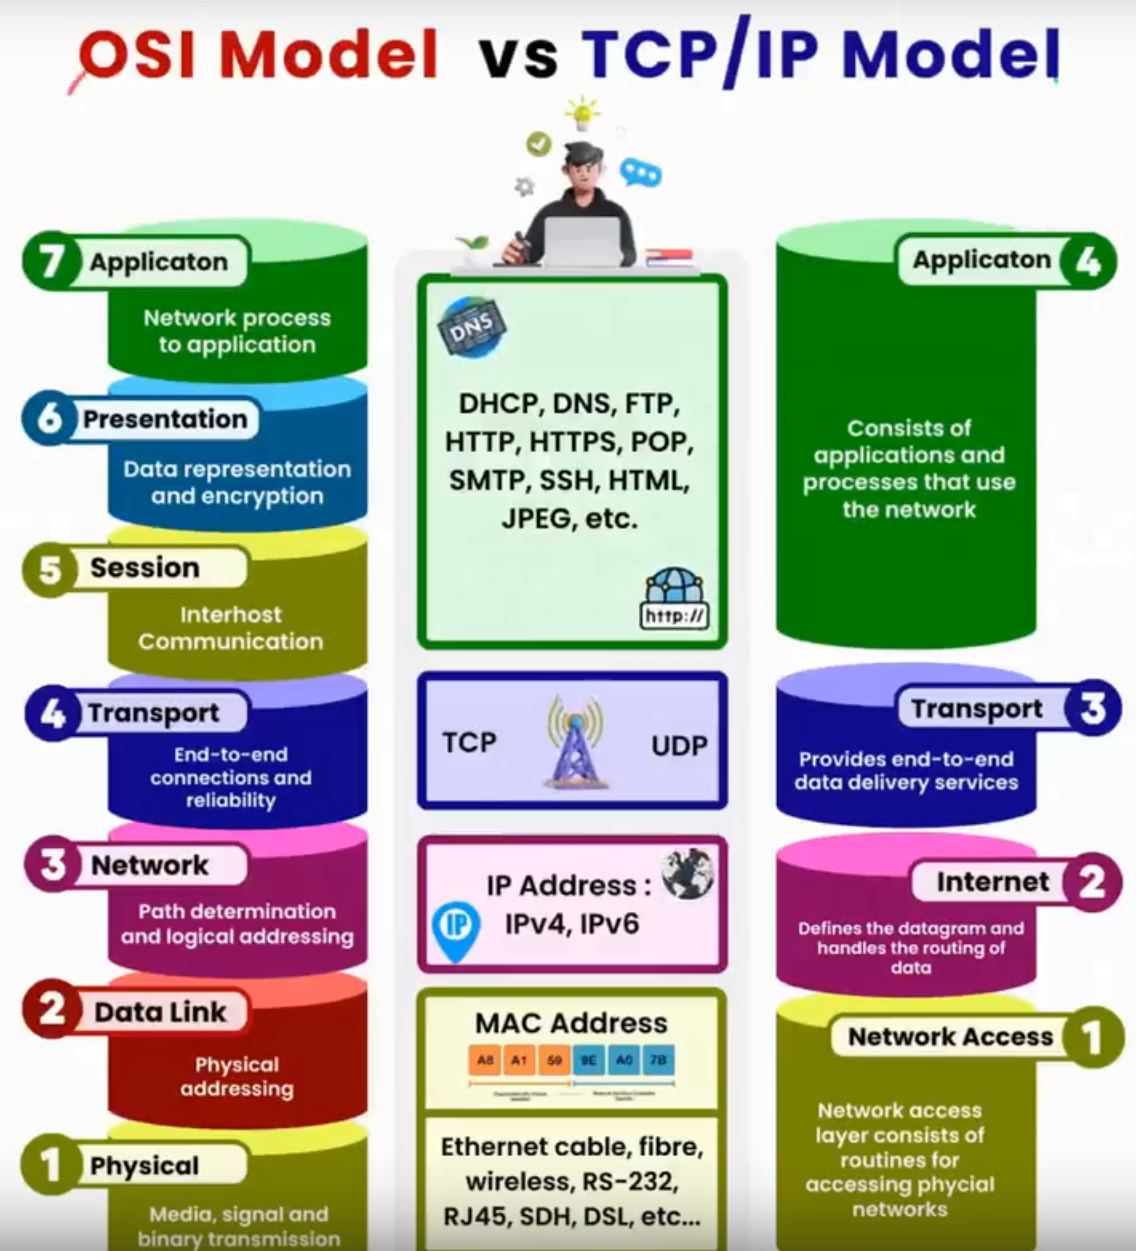 OSI Model vs TCP/IP Model
7 Applicaton
Network process
to application
6 Presentation
Data representation
and encryption
5 Session
Interhost
Communication
4 Transport
End-to-end
connections and
reliability
3 Network
Path determination
and logical addressing
2 Data Link
Physical
addressing
1 Physical
Media, signal and
binary transmission
DNS
DHCP, DNS, FTP,
HTTP, HTTPS, POP,
SMTP, SSH, HTML,
JPEG, etc.
http://
TCP
UDP
IP Address :
IPv4, IPv6
IP
MAC Address
A8 A1 59 9E A0 7B
Ethernet cable, fibre,
wireless, RS-232,
RJ45, SDH, DSL, etc...
Applicaton 4
Consists of
applications and
processes that use
the network
Transport 3
Provides end-to-end
data delivery services
Internet 2
Defines the datagram and
handles the routing of
data
Network Access 1
Network access
layer consists of
routines for
accessing phycial
networks